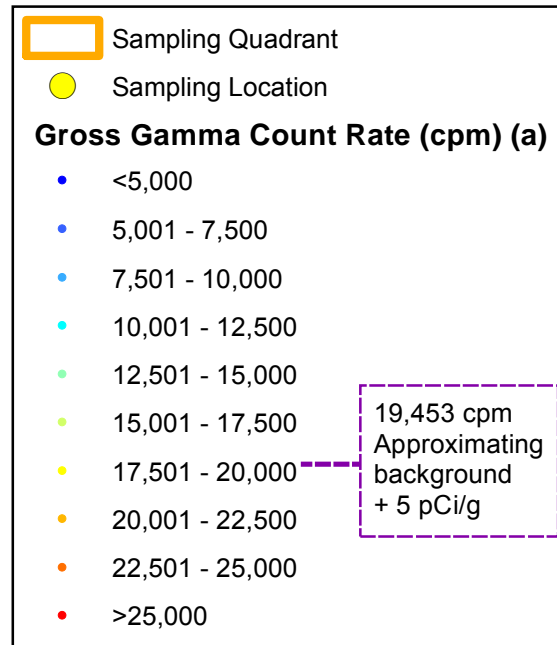 Sampling Quadrant
Sampling Location
Gross Gamma Count Rate (cpm) (a)
<5,000
5,001 - 7,500
7,501 - 10,000
10,001 - 12,500
12,501 - 15,000
15,001 - 17,500
17,501 - 20,000
20,001 - 22,500
22,501 - 25,000
>25,000
19,453 cpm
Approximating
background
+ 5 pCi/g